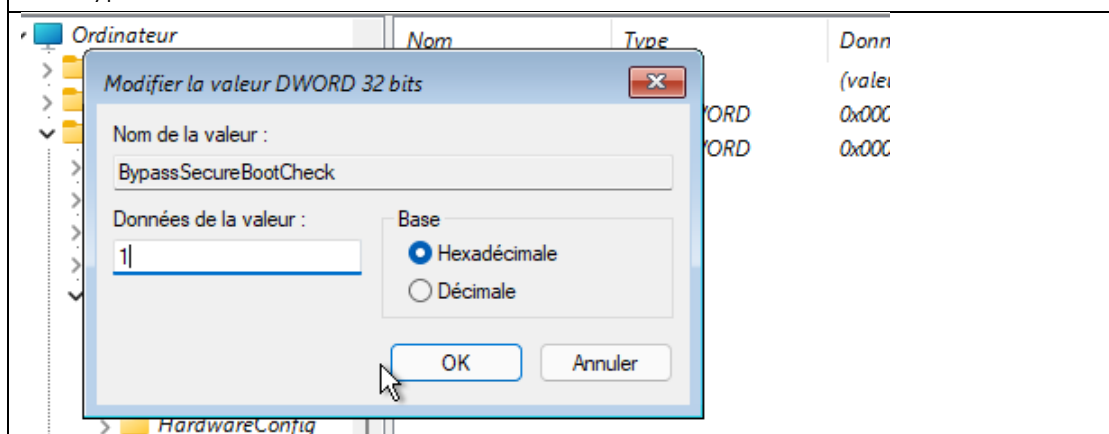 Ordinateur
Nom Type Donn
Modifier la valeur DWORD 32 bits
(vale
Nom de la valeur :
ORD 0x000
BypassSecureBootCheck
ORD 0x000
Données de la valeur : Base
1 Hexadécimale
Décimale
OK Annuler
HardwareConfig